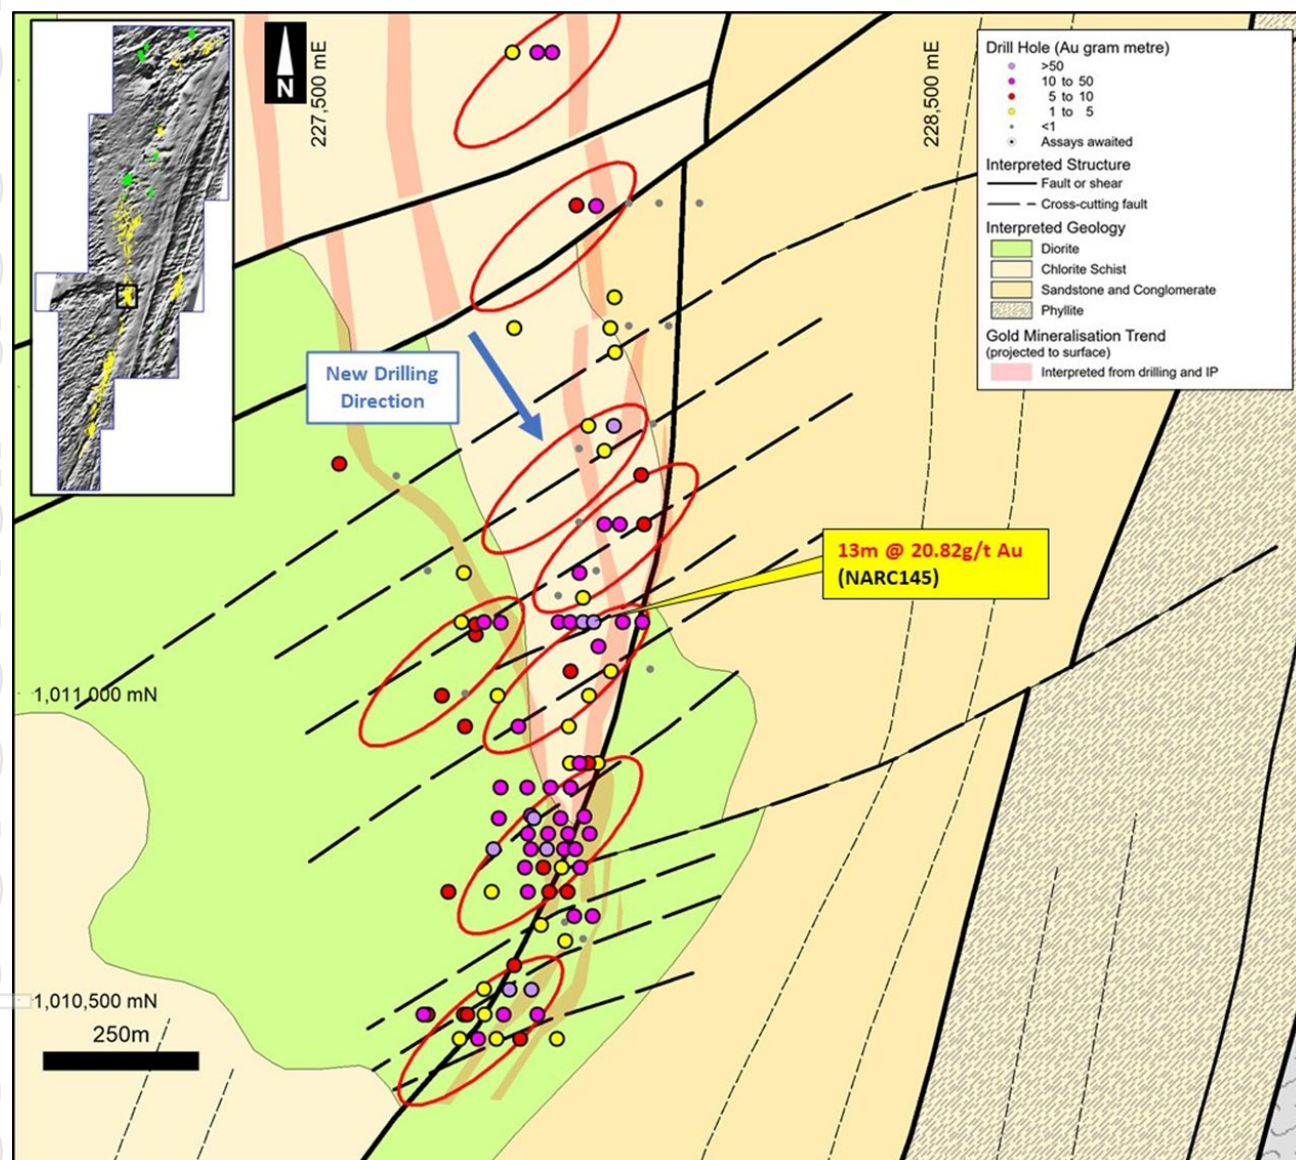 N
227,500 mE
228,500 mE
Drill Hole (Au gram metre)
>50
10 to 50
5 to 10
1 to 5
<1
Assays awaited
Interpreted Structure
Fault or shear
Cross-cutting fault
Interpreted Geology
Diorite
Chlorite Schist
Sandstone and Conglomerate
Phyllite
Gold Mineralisation Trend
(projected to surface)
Interpreted from drilling and IP
New Drilling
Direction
13m @ 20.82g/t Au
(NARC145)
1,011,000 mN
1,010,500 mN
250m